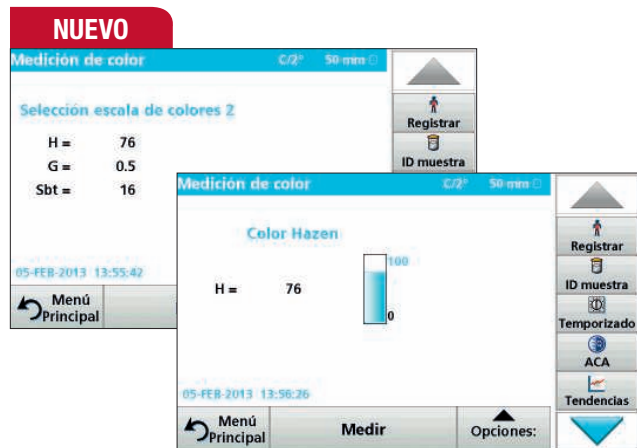 NUEVO
Medición de color C/2° 50 mm
Selección escala de colores 2
H = 76
G = 0.5
Sbt = 16
05-FEB-2013 13:55:42
Menú Principal
Registrar
ID muestra
Medición de color C/2° 50 mm
Color Hazen
100
H = 76
0
05-FEB-2013 13:56:26
Menú Principal
Medir
Opciones:
Registrar
ID muestra
Temporizado
ACA
Tendencias